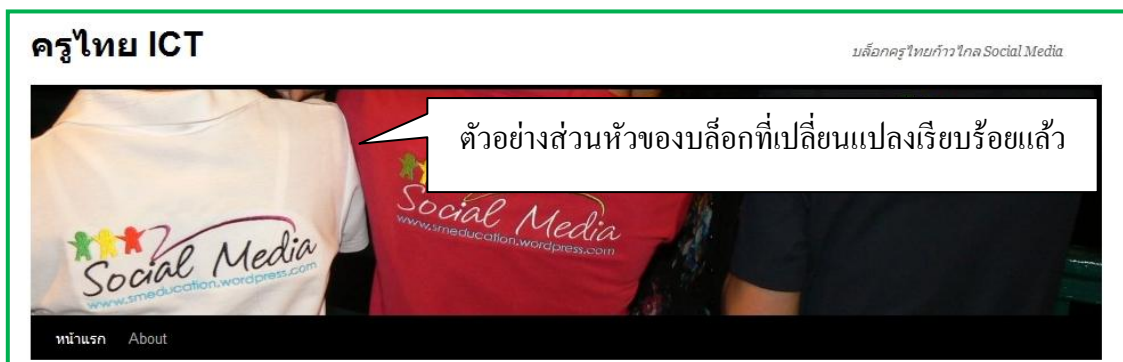 ครูไทย ICT
บล็อกครูไทยก้าวไกล Social Media
ตัวอย่างส่วนหัวของบล็อกที่เปลี่ยนแปลงเรียบร้อยแล้ว
Social Media
www.smeducation.wordpress.com
Social Media
www.smeducation.wordpress.com
หน้าแรก About